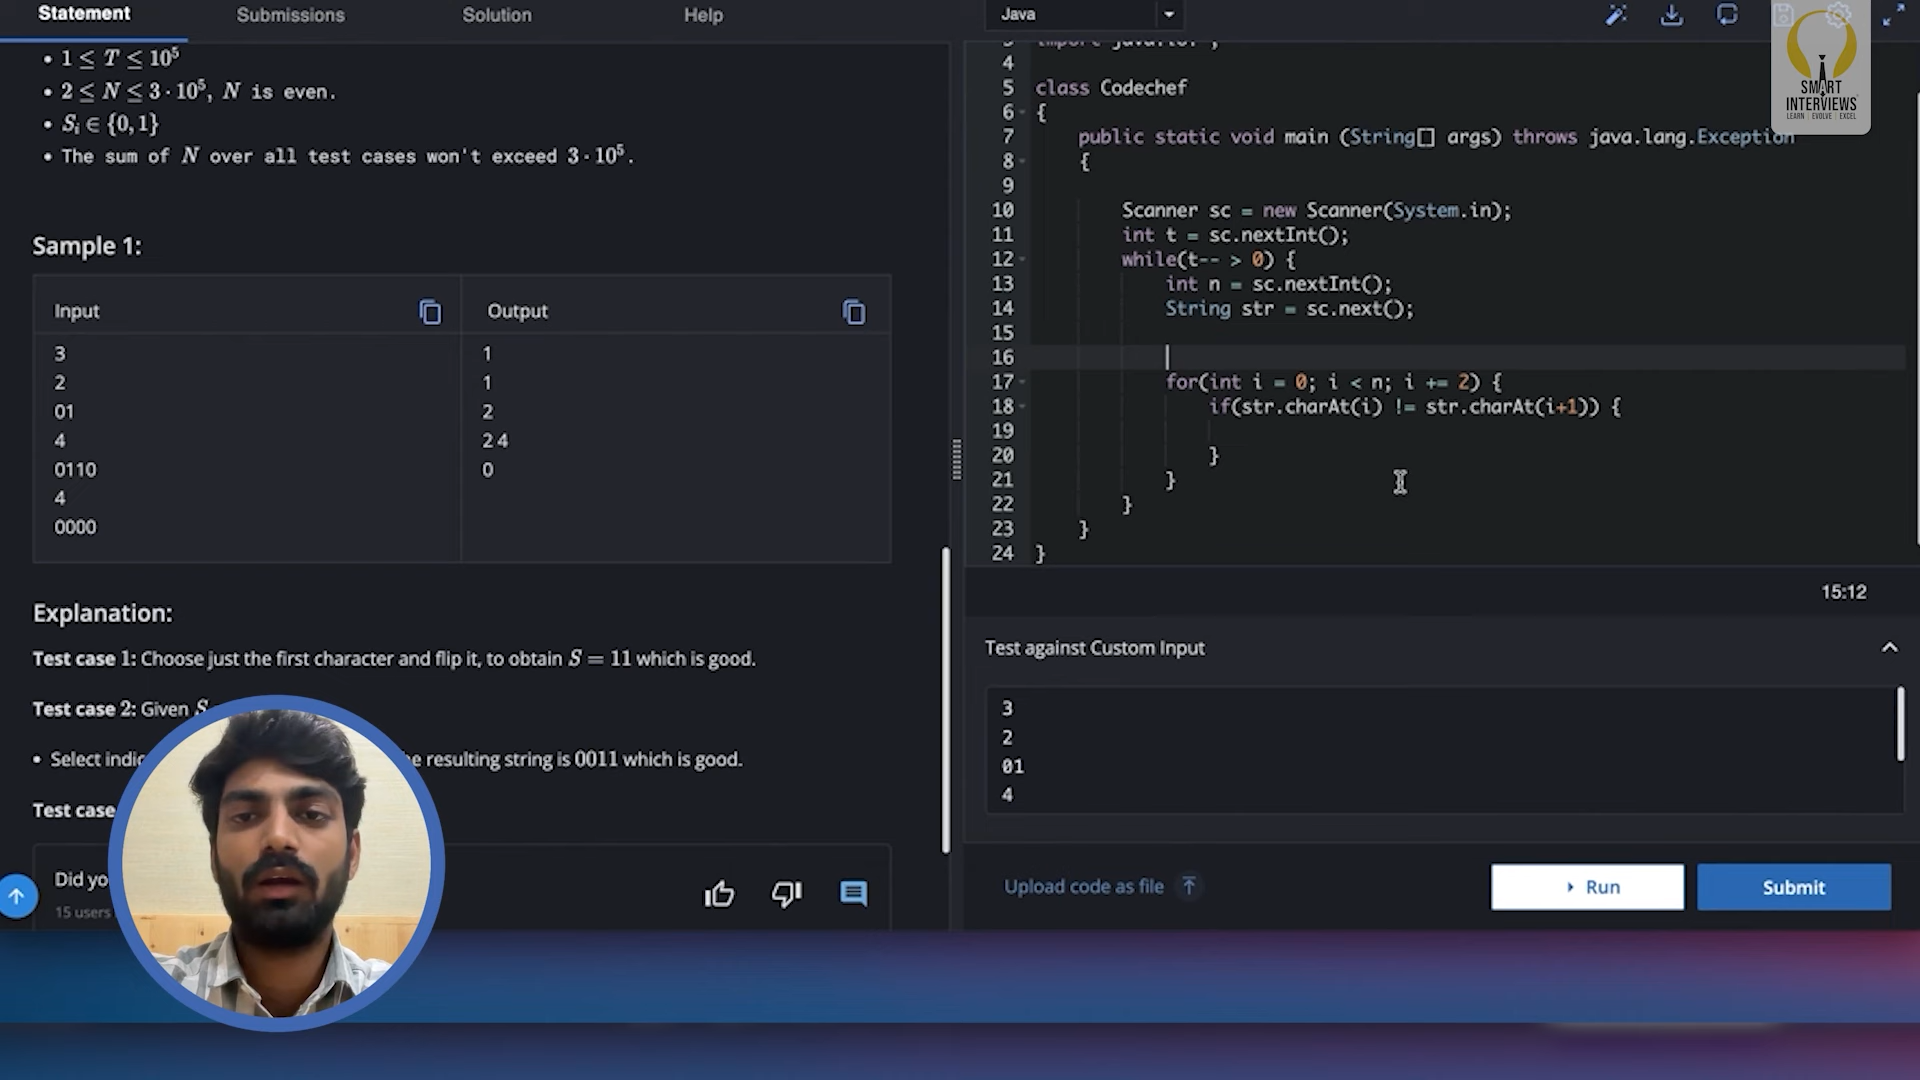 Statement
Submissions
Solution
Help
• 1 ≤ T ≤ 10⁵
• 2 ≤ N ≤ 3 · 10⁵, N is even.
• Sᵢ ∈ {0, 1}
• The sum of N over all test cases won't exceed 3 · 10⁵.
Sample 1:
Input
Output
3
2
01
4
0110
4
0000
1
1
2
2 4
0
Explanation:
Test case 1: Choose just the first character and flip it, to obtain S = 11 which is good.
Test case 2: Given S
• Select indic
e resulting string is 0011 which is good.
Test case
Did yo
15 users
Java
4
5 class Codechef
6 {
7 public static void main (String[] args) throws java.lang.Exception
8 {
9
10 Scanner sc = new Scanner(System.in);
11 int t = sc.nextInt();
12 while(t-- > 0) {
13 int n = sc.nextInt();
14 String str = sc.next();
15
16
17 for(int i = 0; i < n; i += 2) {
18 if(str.charAt(i) != str.charAt(i+1)) {
19
20 }
21 }
22 }
23 }
24 }
15:12
Test against Custom Input
3
2
01
4
Upload code as file
Run
Submit
SMART
INTERVIEWS
LEARN | EVOLVE | EXCEL